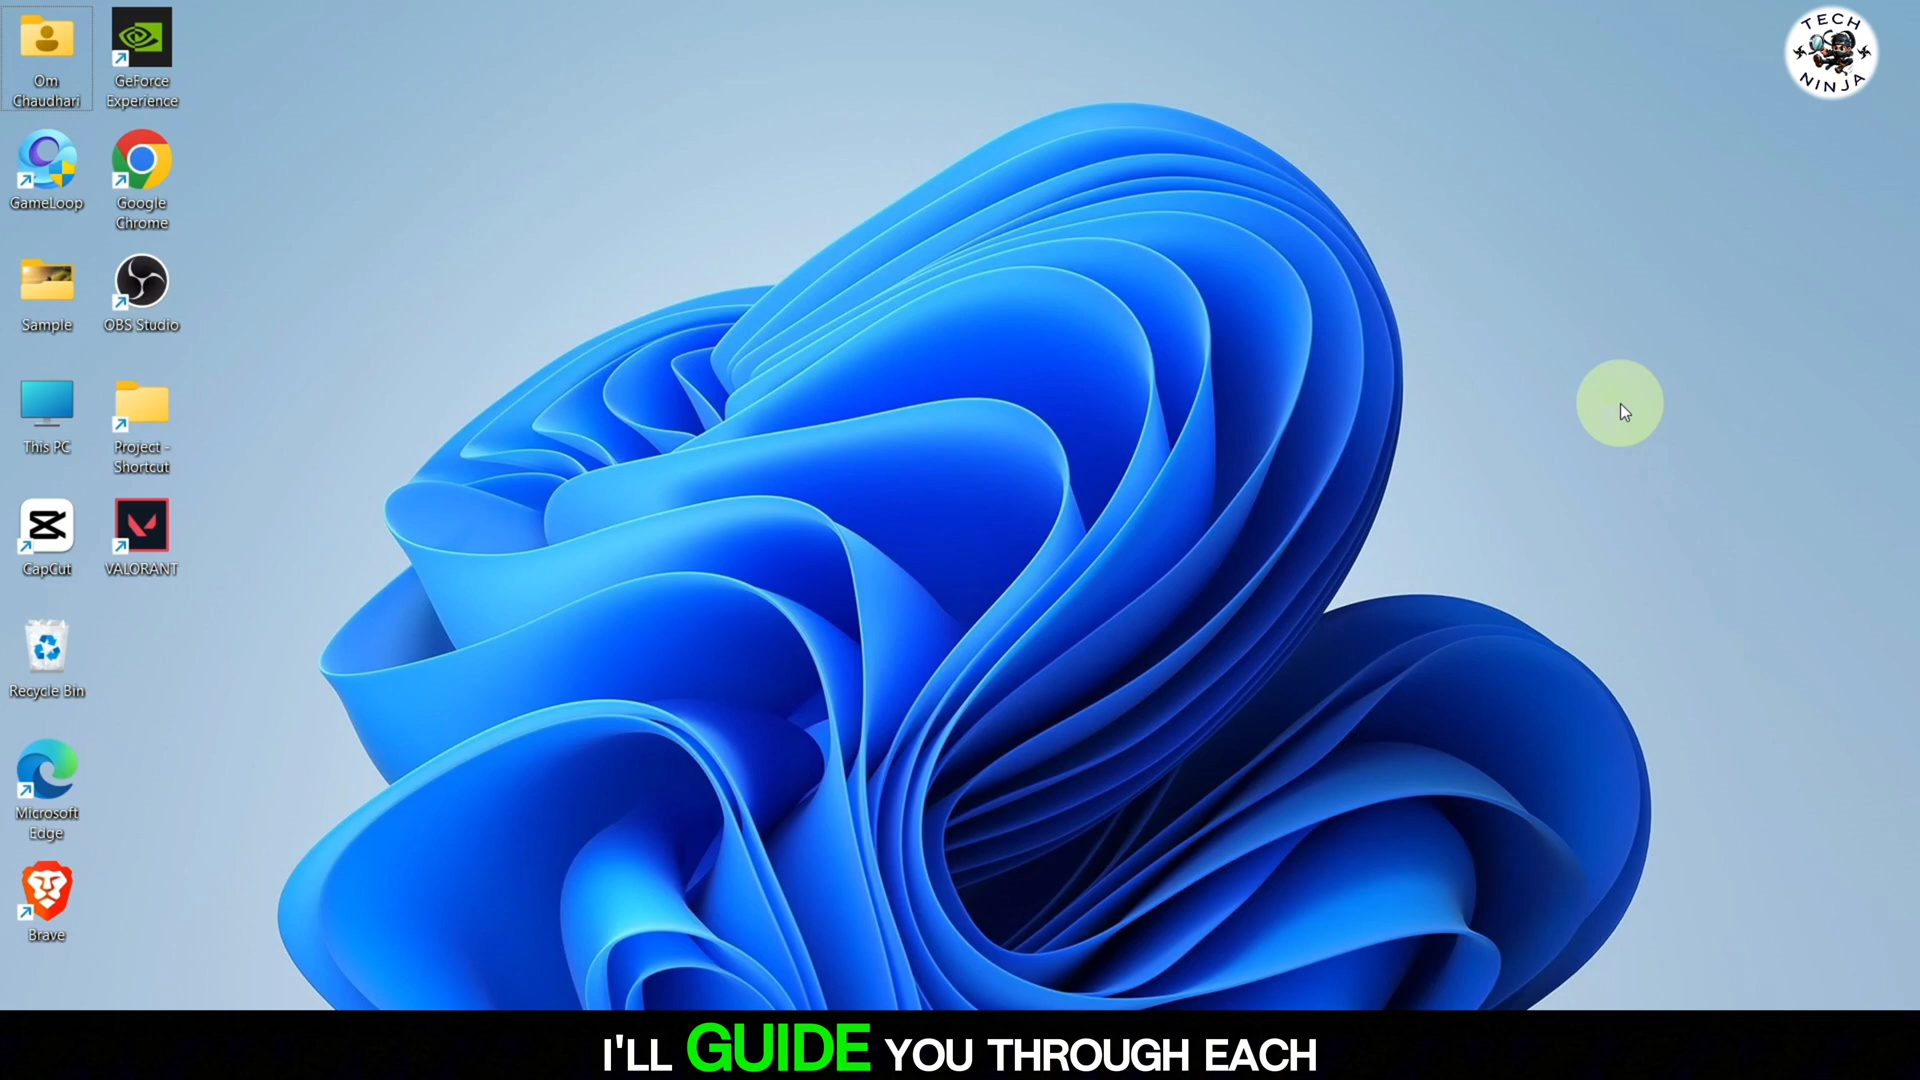 Om
Chaudhari
GeForce
Experience
GameLoop
Google
Chrome
Sample
OBS Studio
This PC
Project -
Shortcut
CapCut
VALORANT
Recycle Bin
Microsoft
Edge
Brave
TECH
NINJA
I'LL GUIDE YOU THROUGH EACH